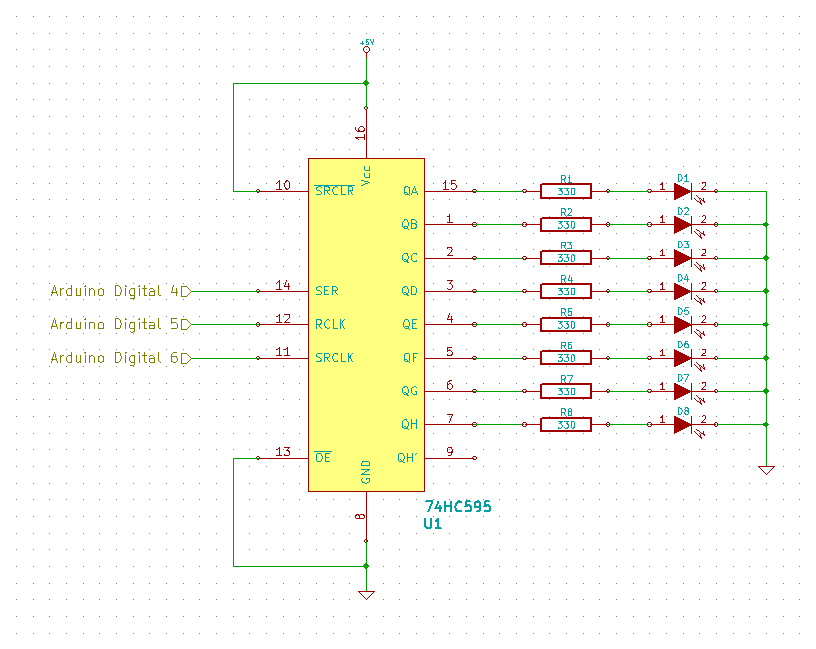 +5V
16
Vcc
10 SRCLR QA 15 R1 330 1 D1 2
QB 1 R2 330 1 D2 2
QC 2 R3 330 1 D3 2
Arduino Digital 4 14 SER QD 3 R4 330 1 D4 2
Arduino Digital 5 12 RCLK QE 4 R5 330 1 D5 2
Arduino Digital 6 11 SRCLK QF 5 R6 330 1 D6 2
QG 6 R7 330 1 D7 2
QH 7 R8 330 1 D8 2
13 OE QH' 9
GND
8
74HC595
U1